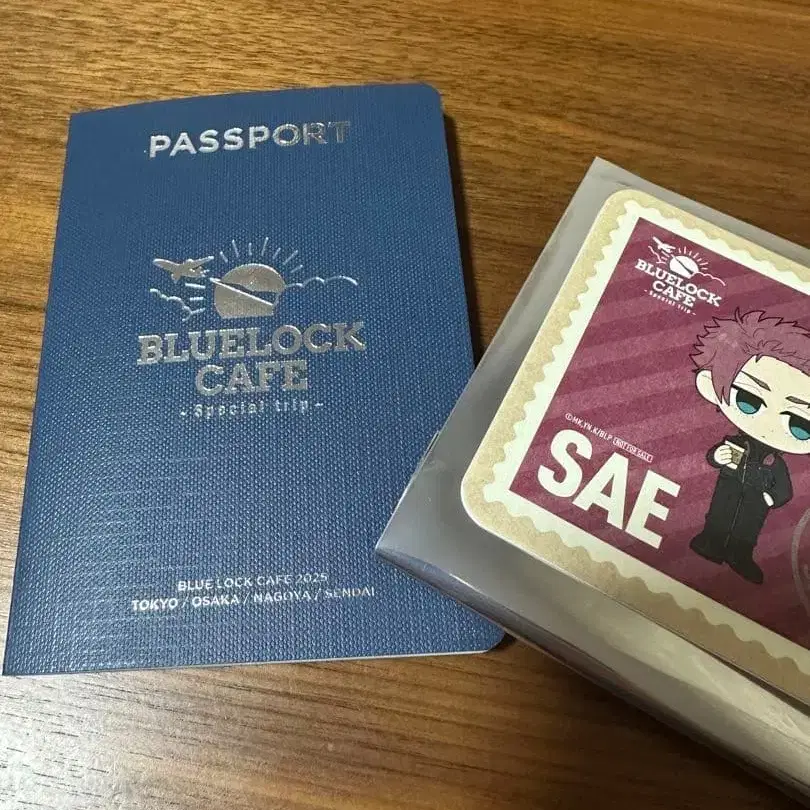 PASSPORT
BLUELOCK
CAFE
- Special trip -
BLUE LOCK CAFE 2025
TOKYO / OSAKA / NAGOYA / SENDAI
BLUELOCK
CAFE
- Special trip -
©MK,YN,K/BLP NOT FOR SALE
SAE